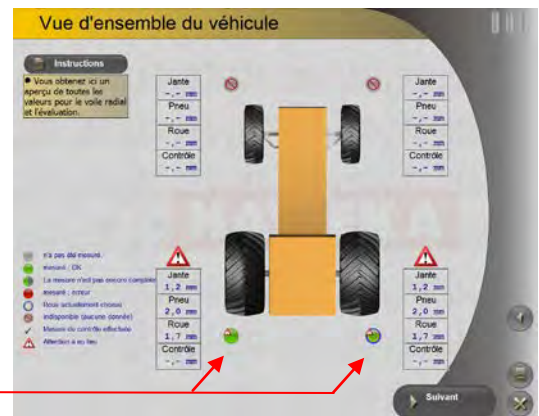 Vue d'ensemble du véhicule
Instructions
• Vous obtenez ici un
aperçu de toutes les
valeurs pour le voile radial
et l'évaluation.
Jante
-,- mm
Pneu
-,- mm
Roue
-,- mm
Contrôle
-,- mm
Jante
-,- mm
Pneu
-,- mm
Roue
-,- mm
Contrôle
-,- mm
n'a pas été mesuré
mesuré : OK
La mesure n'est pas encore complète
mesuré : erreur
Roue actuellement choisie
indisponible (aucune donnée)
Mesure de contrôle effectuée
Attention à eu lieu
Jante
1,2 mm
Pneu
2,0 mm
Roue
1,7 mm
Contrôle
-,- mm
Jante
1,2 mm
Pneu
2,0 mm
Roue
1,7 mm
Contrôle
-,- mm
Suivant